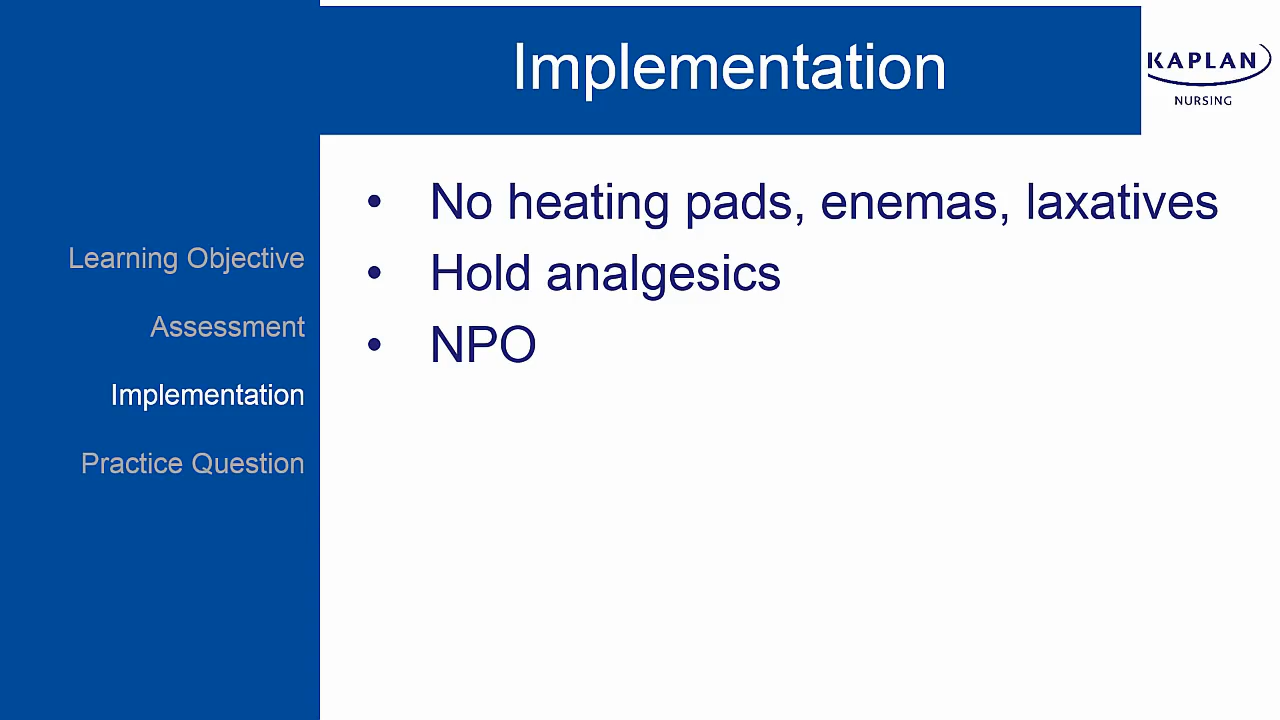 Implementation
KAPLAN
NURSING
Learning Objective
Assessment
Implementation
Practice Question
• No heating pads, enemas, laxatives
• Hold analgesics
• NPO